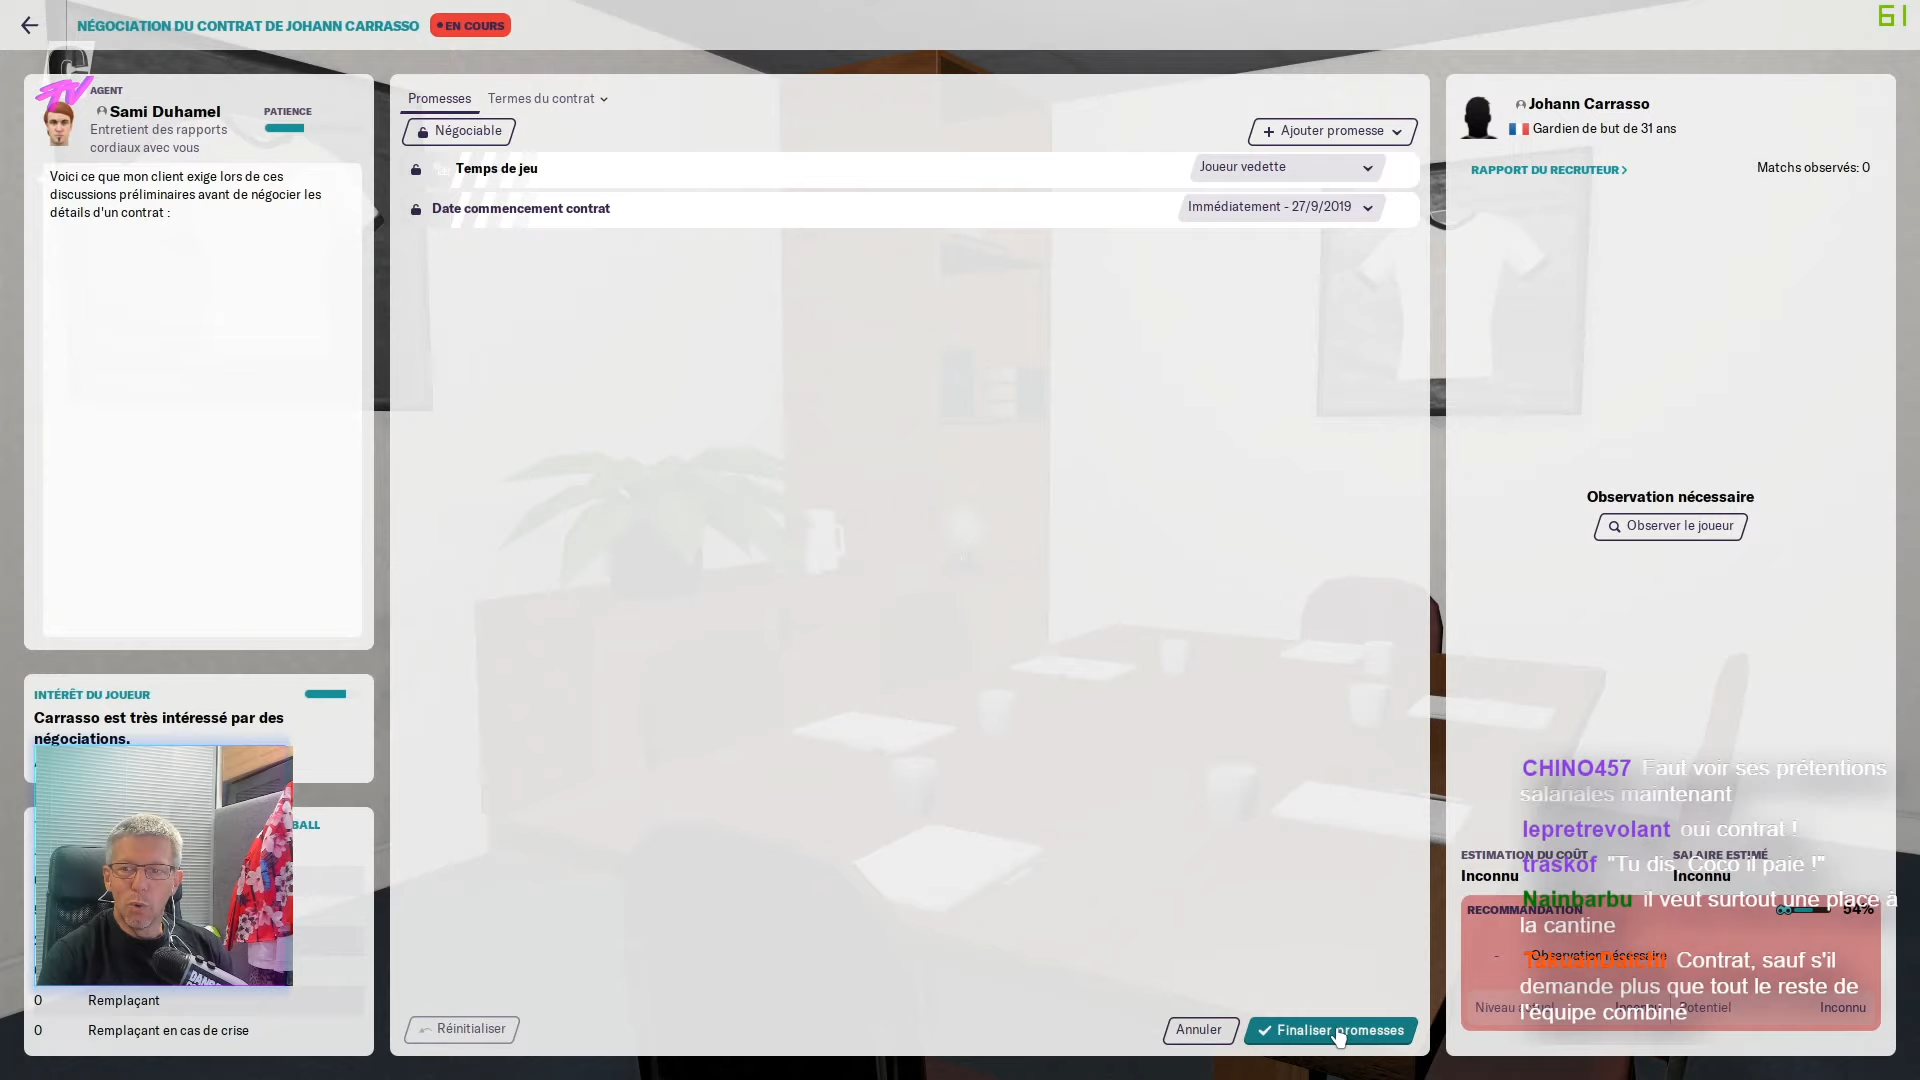 NÉGOCIATION DU CONTRAT DE JOHANN CARRASSO
EN COURS
61
TV
AGENT
Sami Duhamel
Entretient des rapports
cordiaux avec vous
PATIENCE
Voici ce que mon client exige lors de ces
discussions préliminaires avant de négocier les
détails d'un contrat :
INTÉRÊT DU JOUEUR
Carrasso est très intéressé par des
négociations.
BALL
0 Remplaçant
0 Remplaçant en cas de crise
Promesses Termes du contrat
Négociable
Ajouter promesse
Temps de jeu Joueur vedette
Date commencement contrat Immédiatement - 27/9/2019
Réinitialiser
Annuler
Finaliser promesses
Johann Carrasso
Gardien de but de 31 ans
RAPPORT DU RECRUTEUR >
Matchs observés: 0
Observation nécessaire
Observer le joueur
CHINO457 Faut voir ses prétentions
salariales maintenant
lepretrevolant oui contrat !
ESTIMATION DU COÛT SALAIRE ESTIMÉ
traskof "Tu dis, Coco il paie !"
Inconnu Inconnu
Nainbarbu il veut surtout une place à
la cantine
RECOMMANDATION 54%
- Observation nécessaire
Contrat, sauf s'il
demande plus que tout le reste de
l'équipe combiné
Niveau actuel Inconnu Potentiel Inconnu